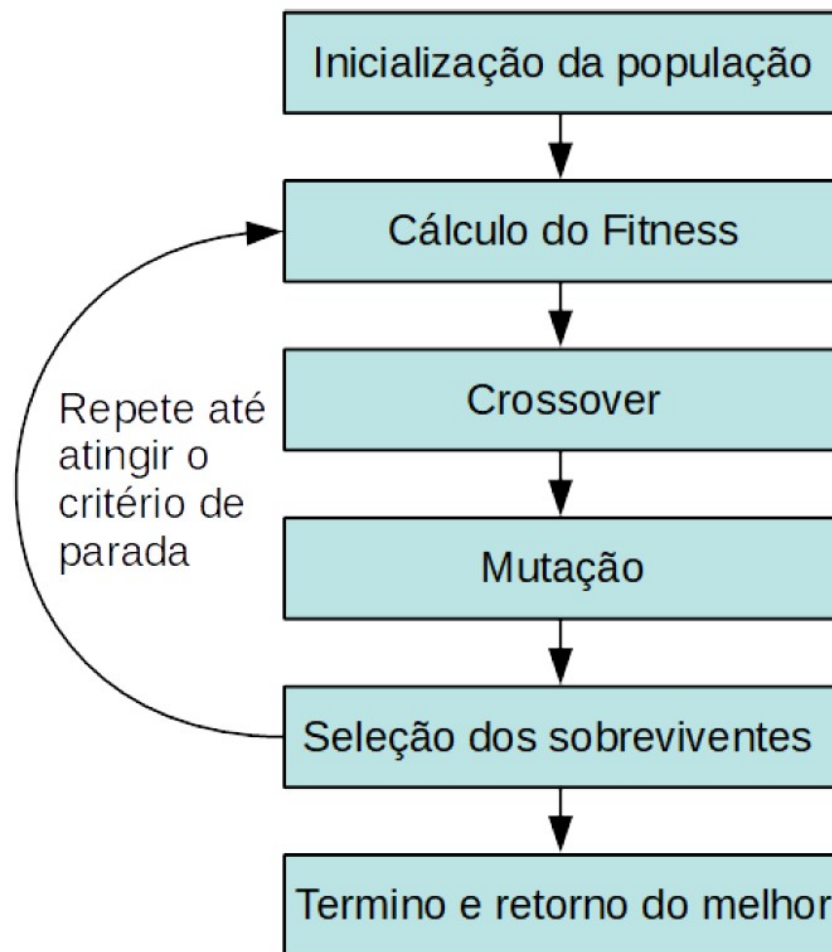 Inicialização da população
Cálculo do Fitness
Crossover
Repete até
atingir o
critério de
parada
Mutação
Seleção dos sobreviventes
Termino e retorno do melhor